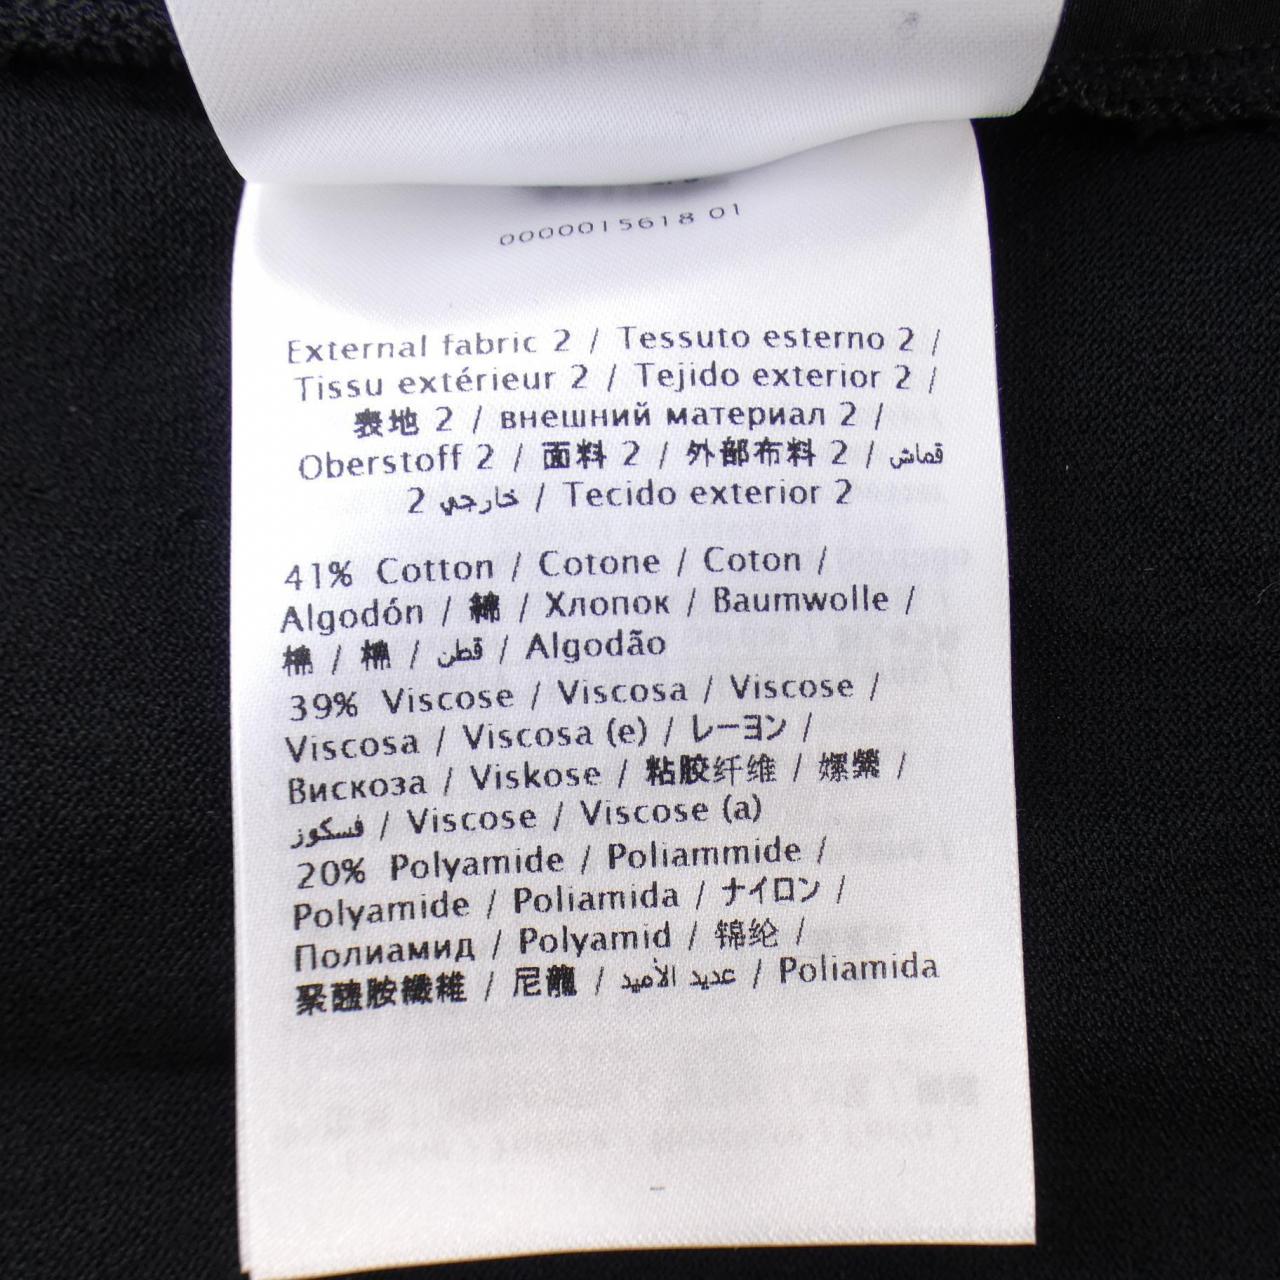 0000015618 01
External fabric 2 / Tessuto esterno 2 /
Tissu extérieur 2 / Tejido exterior 2 /
表地 2 / внешний материал 2 /
Oberstoff 2 / 面料 2 / 外部布料 2 / قماش
خارجي 2 / Tecido exterior 2
41% Cotton / Cotone / Coton /
Algodón / 綿 / Хлопок / Baumwolle /
棉 / 棉 / قطن / Algodão
39% Viscose / Viscosa / Viscose /
Viscosa / Viscosa (e) / レーヨン /
Вискоза / Viskose / 粘胶纤维 / 嫘縈 /
فسكوز / Viscose / Viscose (a)
20% Polyamide / Poliammide /
Polyamide / Poliamida / ナイロン /
Полиамид / Polyamid / 锦纶 /
聚醯胺纖維 / 尼龍 / عديد الأميد / Poliamida